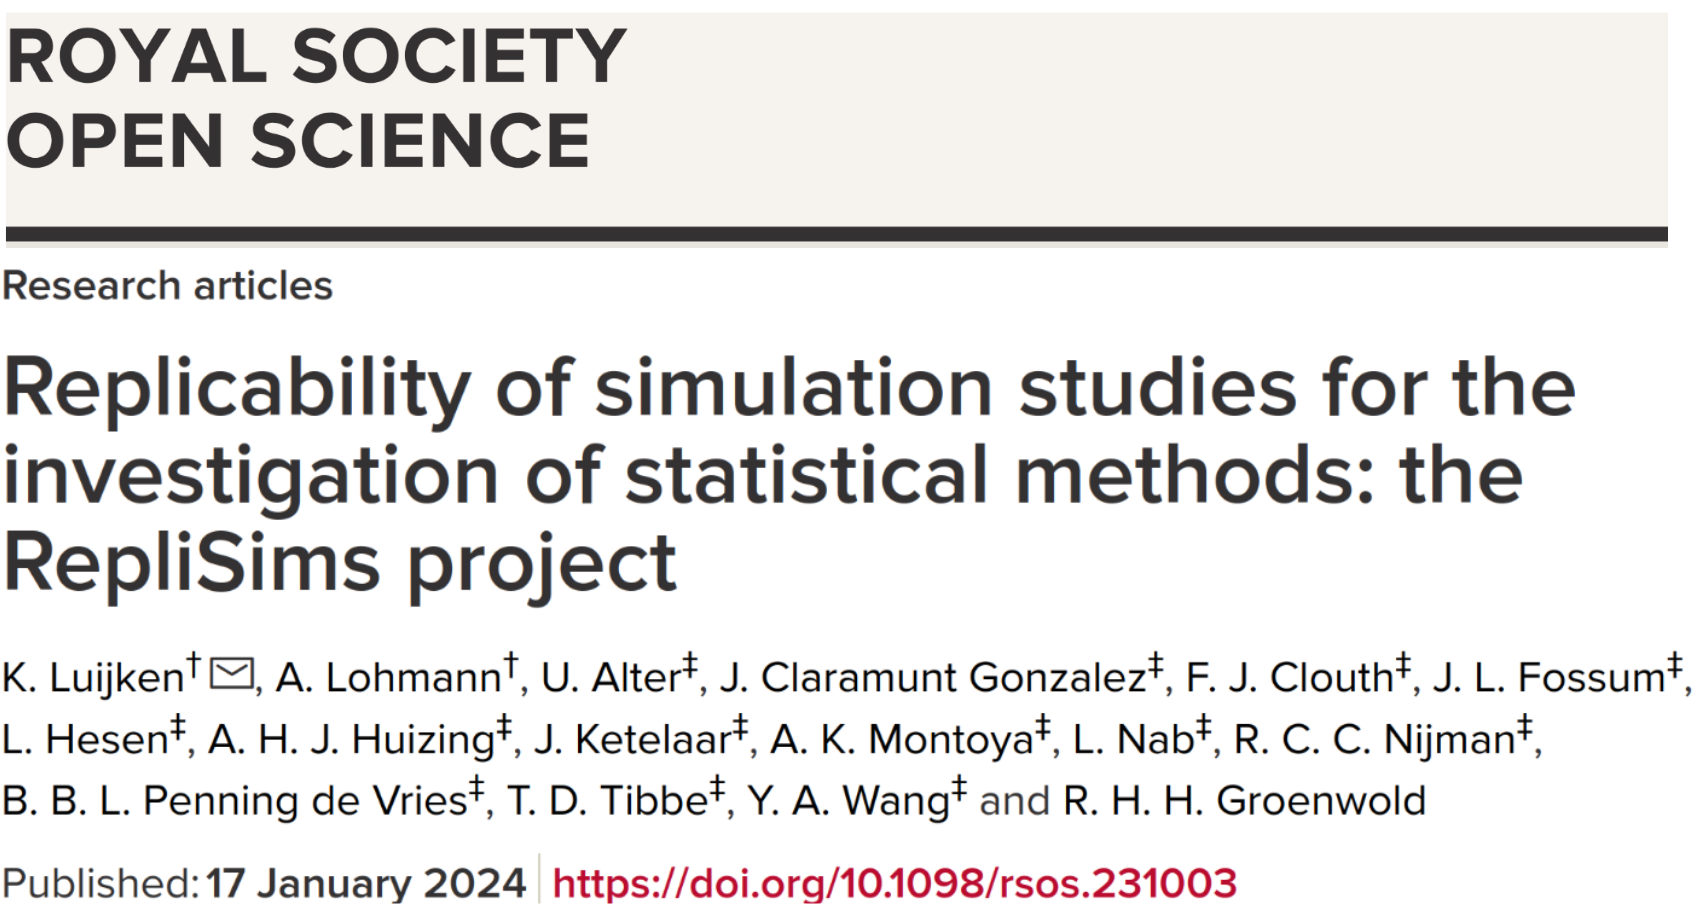 ROYAL SOCIETY
OPEN SCIENCE
Research articles
Replicability of simulation studies for the
investigation of statistical methods: the
RepliSims project
K. Luijken†, A. Lohmann†, U. Alter‡, J. Claramunt Gonzalez‡, F. J. Clouth‡, J. L. Fossum‡,
L. Hesen‡, A. H. J. Huizing‡, J. Ketelaar‡, A. K. Montoya‡, L. Nab‡, R. C. C. Nijman‡,
B. B. L. Penning de Vries‡, T. D. Tibbe‡, Y. A. Wang‡ and R. H. H. Groenwold
Published: 17 January 2024 https://doi.org/10.1098/rsos.231003